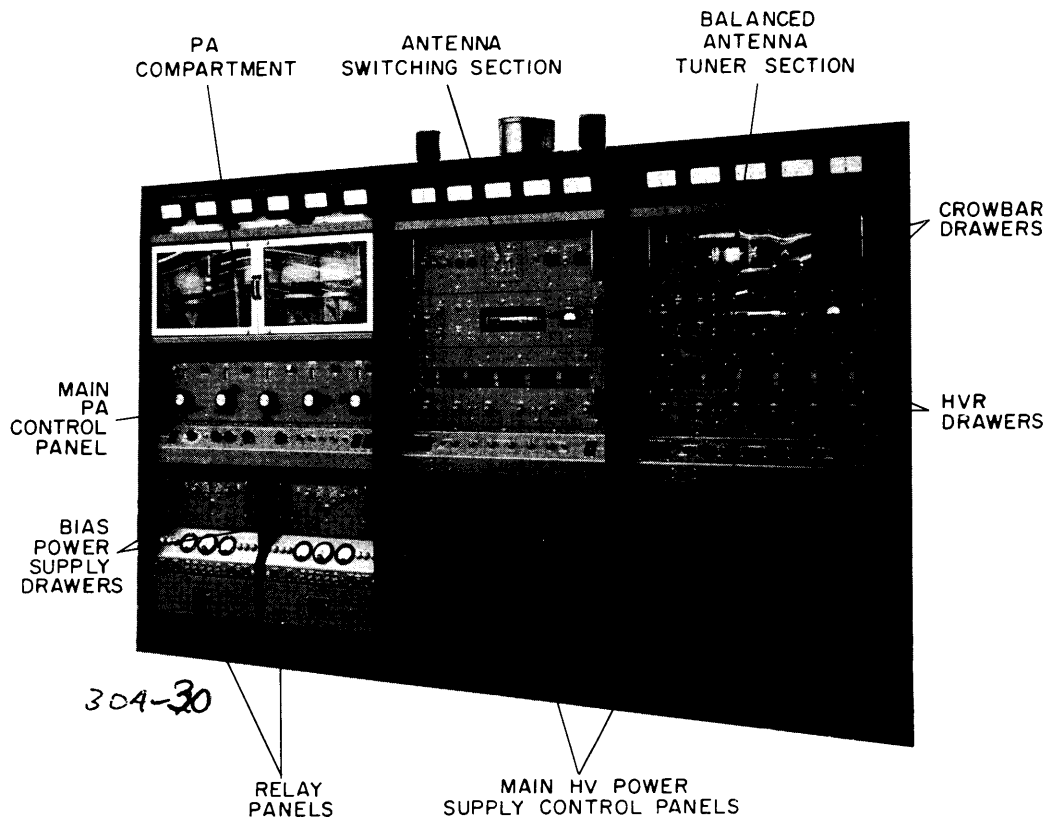 PA
COMPARTMENT
ANTENNA
SWITCHING SECTION
BALANCED
ANTENNA
TUNER SECTION
CROWBAR
DRAWERS
MAIN
PA
CONTROL
PANEL
HVR
DRAWERS
BIAS
POWER
SUPPLY
DRAWERS
304-30
RELAY
PANELS
MAIN HV POWER
SUPPLY CONTROL PANELS